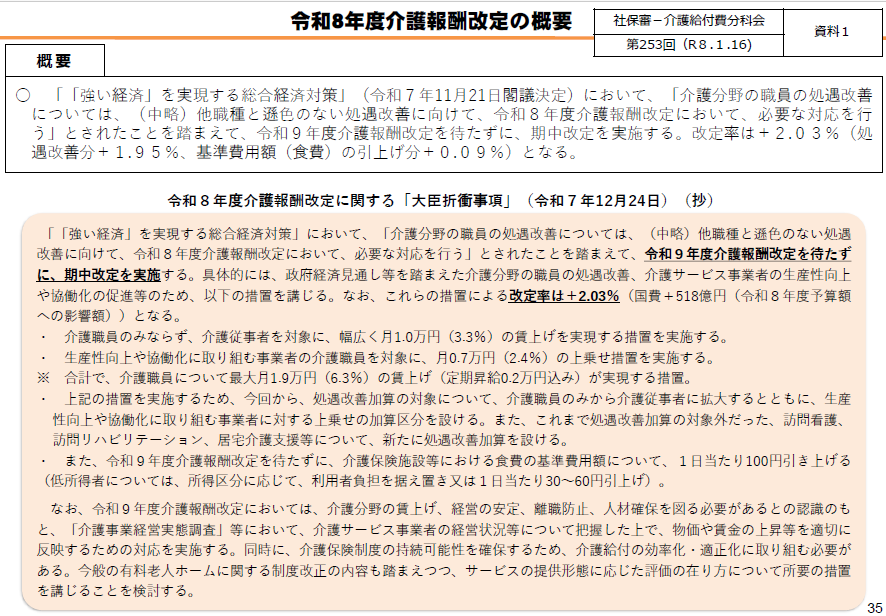 令和8年度介護報酬改定の概要
社保審－介護給付費分科会
第253回（R8.1.16)
資料１
概要
○　「「強い経済」を実現する総合経済対策」（令和７年11月21日閣議決定）において、「介護分野の職員の処遇改善
については、（中略）他職種と遜色のない処遇改善に向けて、令和８年度介護報酬改定において、必要な対応を行
う」とされたことを踏まえて、令和９年度介護報酬改定を待たずに、期中改定を実施する。改定率は＋２.０３％（処
遇改善分＋１.９５％、基準費用額（食費）の引上げ分＋０.０９％）となる。
令和８年度介護報酬改定に関する「大臣折衝事項」（令和７年12月24日）（抄）
「「強い経済」を実現する総合経済対策」において、「介護分野の職員の処遇改善については、（中略）他職種と遜色のない処遇
改善に向けて、令和８年度介護報酬改定において、必要な対応を行う」とされたことを踏まえて、令和９年度介護報酬改定を待たず
に、期中改定を実施する。具体的には、政府経済見通し等を踏まえた介護分野の職員の処遇改善、介護サービス事業者の生産性向上
や協働化の促進等のため、以下の措置を講じる。なお、これらの措置による改定率は＋2.03％（国費＋518億円（令和８年度予算額
への影響額））となる。
・　介護職員のみならず、介護従事者を対象に、幅広く月1.0万円（3.3％）の賃上げを実現する措置を実施する。
・　生産性向上や協働化に取り組む事業者の介護職員を対象に、月0.7万円（2.4％）の上乗せ措置を実施する。
※　合計で、介護職員について最大月1.9万円（6.3％）の賃上げ（定期昇給0.2万円込み）が実現する措置。
・　上記の措置を実施するため、今回から、処遇改善加算の対象について、介護職員のみから介護従事者に拡大するとともに、生産
性向上や協働化に取り組む事業者に対する上乗せの加算区分を設ける。また、これまで処遇改善加算の対象外だった、訪問看護、
訪問リハビリテーション、居宅介護支援等について、新たに処遇改善加算を設ける。
・　また、令和９年度介護報酬改定を待たずに、介護保険施設等における食費の基準費用額について、１日当たり100円引き上げる
（低所得者については、所得区分に応じて、利用者負担を据え置き又は１日当たり30～60円引上げ）。
なお、令和９年度介護報酬改定においては、介護分野の賃上げ、経営の安定、離職防止、人材確保を図る必要があるとの認識のも
と、「介護事業経営実態調査」等において、介護サービス事業者の経営状況等について把握した上で、物価や賃金の上昇等を適切に
反映するための対応を実施する。同時に、介護保険制度の持続可能性を確保するため、介護給付の効率化・適正化に取り組む必要が
ある。今般の有料老人ホームに関する制度改正の内容も踏まえつつ、サービスの提供形態に応じた評価の在り方について所要の措置
を講じることを検討する。
35